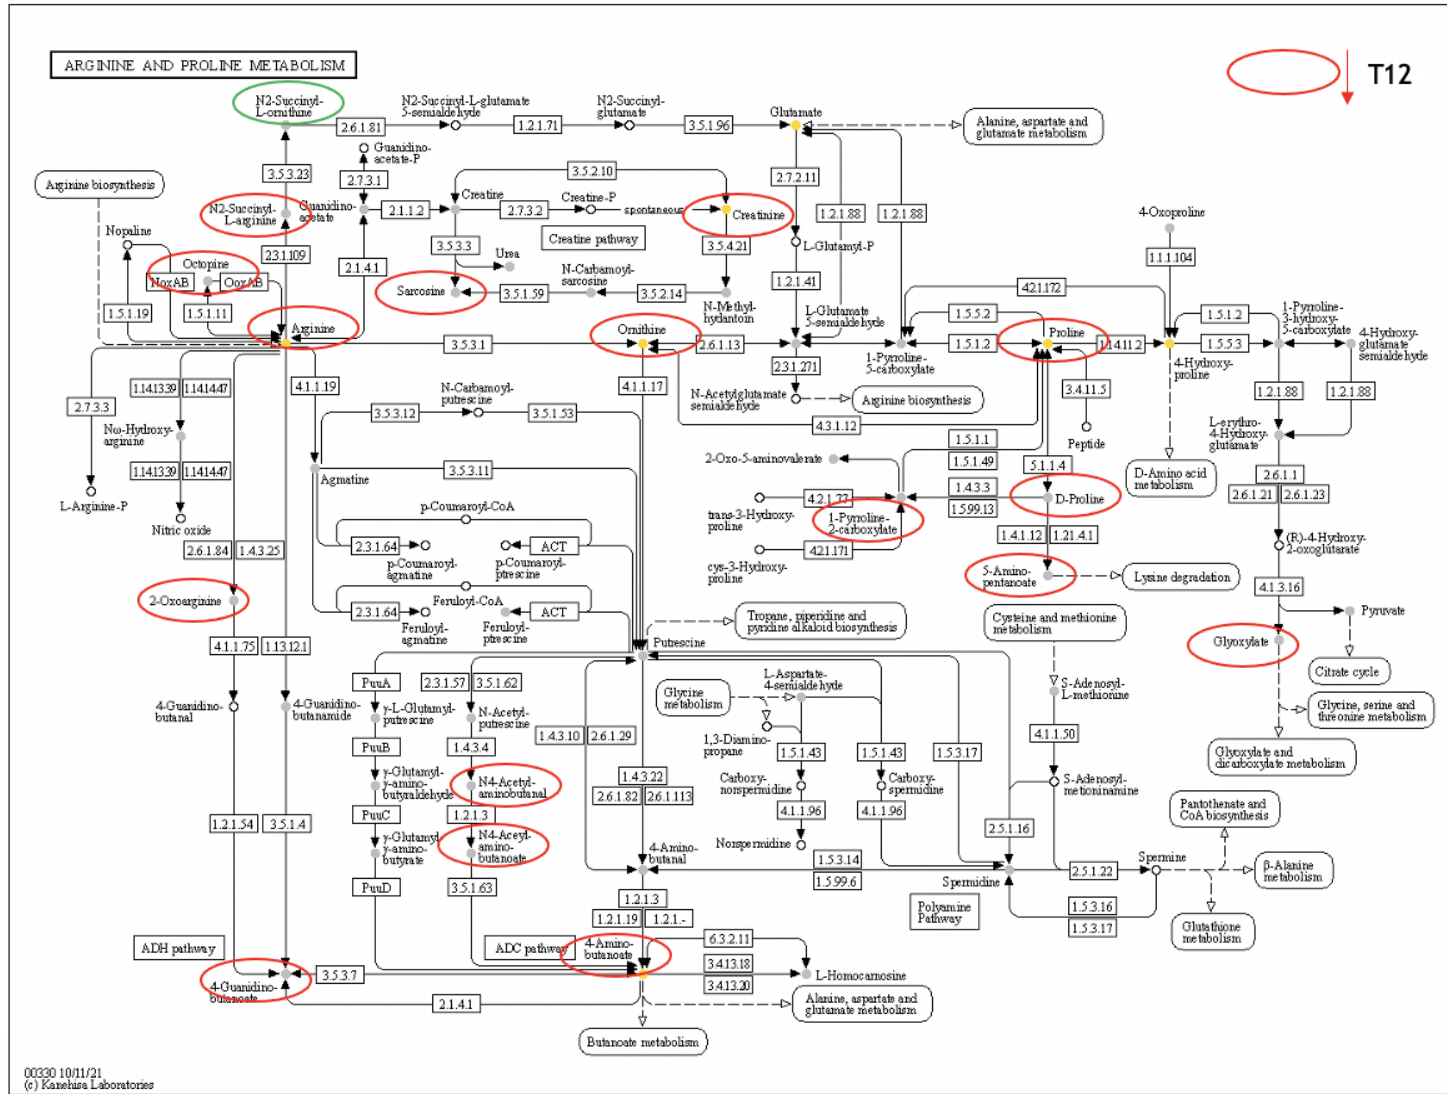 ARGININE AND PROLINE METABOLISM
T12
N2-Succinyl-
L-ornithine
2.6.1.81
N2-Succinyl-L-glutamate
5-semialdehyde
1.2.1.71
N2-Succinyl-
glutamate
3.5.1.96
Glutamate
Alanine, aspartate and
glutamate metabolism
Guanidino-
acetate-P
3.5.3.23
2.7.3.1
3.5.2.10
2.7.2.11
Arginine biosynthesis
N2-Succinyl-
L-arginine
Guanidino-
acetate
2.1.1.2
Creatine
2.7.3.2
Creatine-P
spontaneous
Creatinine
1.2.1.88
1.2.1.88
4-Oxoproline
Nopaline
2.3.1.109
3.5.3.3
Creatine pathway
3.5.4.21
L-Glutamyl-P
1.1.1.104
Octopine
NoxAB
OoxAB
2.1.4.1
Urea
N-Carbamoyl-
sarcosine
1.2.1.41
4.2.1.172
Sarcosine
3.5.1.59
3.5.2.14
N-Methyl-
hydantoin
L-Glutamate
5-semialdehyde
1.5.1.19
1.5.1.11
1.5.5.2
1.5.1.2
1-Pyrroline-
3-hydroxy-
5-carboxylate
4-Hydroxy-
glutamate
semialdehyde
Arginine
3.5.3.1
Ornithine
2.6.1.13
1-Pyrroline-
5-carboxylate
1.5.1.2
Proline
1.14.11.2
4-Hydroxy-
proline
1.5.5.3
2.3.1.271
1.14.13.39
1.14.14.47
4.1.1.19
4.1.1.17
N-Acetylglutamate
semialdehyde
Arginine biosynthesis
3.4.11.5
1.2.1.88
1.2.1.88
2.7.3.3
N-Carbamoyl-
putrescine
3.5.3.12
3.5.1.53
4.3.1.12
Peptide
L-erythro-
4-Hydroxy-
glutamate
Nω-Hydroxy-
arginine
1.5.1.1
1.5.1.49
1.14.13.39
1.14.14.47
3.5.3.11
Agmatine
2-Oxo-5-aminovalerate
5.1.1.4
D-Amino acid
metabolism
2.6.1.1
2.6.1.21
2.6.1.23
L-Arginine-P
Nitric oxide
p-Coumaroyl-CoA
trans-3-Hydroxy-
proline
4.2.1.77
1.4.3.3
1.5.99.13
D-Proline
1-Pyrroline-
2-carboxylate
1.4.1.12
1.21.4.1
(R)-4-Hydroxy-
2-oxoglutarate
2.6.1.84
1.4.3.25
2.3.1.64
p-Coumaroyl-
agmatine
ACT
p-Coumaroyl-
ptrescine
cys-3-Hydroxy-
proline
4.2.1.171
5-Amino-
pentanoate
Lysine degradation
4.1.3.16
2-Oxoarginine
2.3.1.64
Feruloyl-CoA
Feruloyl-
agmatine
ACT
Feruloyl-
ptrescine
Tropane, piperidine and
pyridine alkaloid biosynthesis
Cysteine and methionine
metabolism
Pyruvate
Glyoxylate
4.1.1.75
1.13.12.1
Putrescine
Citrate cycle
PuuA
2.3.1.57
3.5.1.62
Glycine
metabolism
L-Aspartate-
4-semialdehyde
S-Adenosyl-
L-methionine
Glycine, serine and
threonine metabolism
4-Guanidino-
butanal
4-Guanidino-
butanamide
γ-L-Glutamyl-
putrescine
N-Acetyl-
putrescine
1.4.3.10
2.6.1.29
1,3-Diamino-
propane
1.5.1.43
1.5.1.43
1.5.3.17
4.1.1.50
Glyoxylate and
dicarboxylate metabolism
PuuB
1.4.3.4
γ-Glutamyl-
γ-amino-
butyraldehyde
N4-Acetyl-
aminobutanal
1.4.3.22
2.6.1.82
2.6.1.113
Carboxy-
norspermidine
Carboxy-
spermidine
S-Adenosyl-
metioninamine
Pantothenate and
CoA biosynthesis
1.2.1.54
3.5.1.4
PuuC
1.2.1.3
4.1.1.96
4.1.1.96
2.5.1.16
γ-Glutamyl-
γ-amino-
butyrate
N4-Aceyl-
amino-
butanoate
4-Amino-
butanal
Norspermidine
1.5.3.14
1.5.99.6
Spermidine
2.5.1.22
Spermine
β-Alanine
metabolism
PuuD
3.5.1.63
1.2.1.3
1.2.1.19
1.2.1.-
Polyamine
Pathway
1.5.3.16
1.5.3.17
Glutathione
metabolism
ADH pathway
ADC pathway
4-Amino-
butanoate
6.3.2.11
3.4.13.18
3.4.13.20
L-Homocarnosine
4-Guanidino-
butanoate
3.5.3.7
2.1.4.1
Alanine, aspartate and
glutamate metabolism
Butanoate metabolism
00330 10/11/21
(c) Kanehisa Laboratories